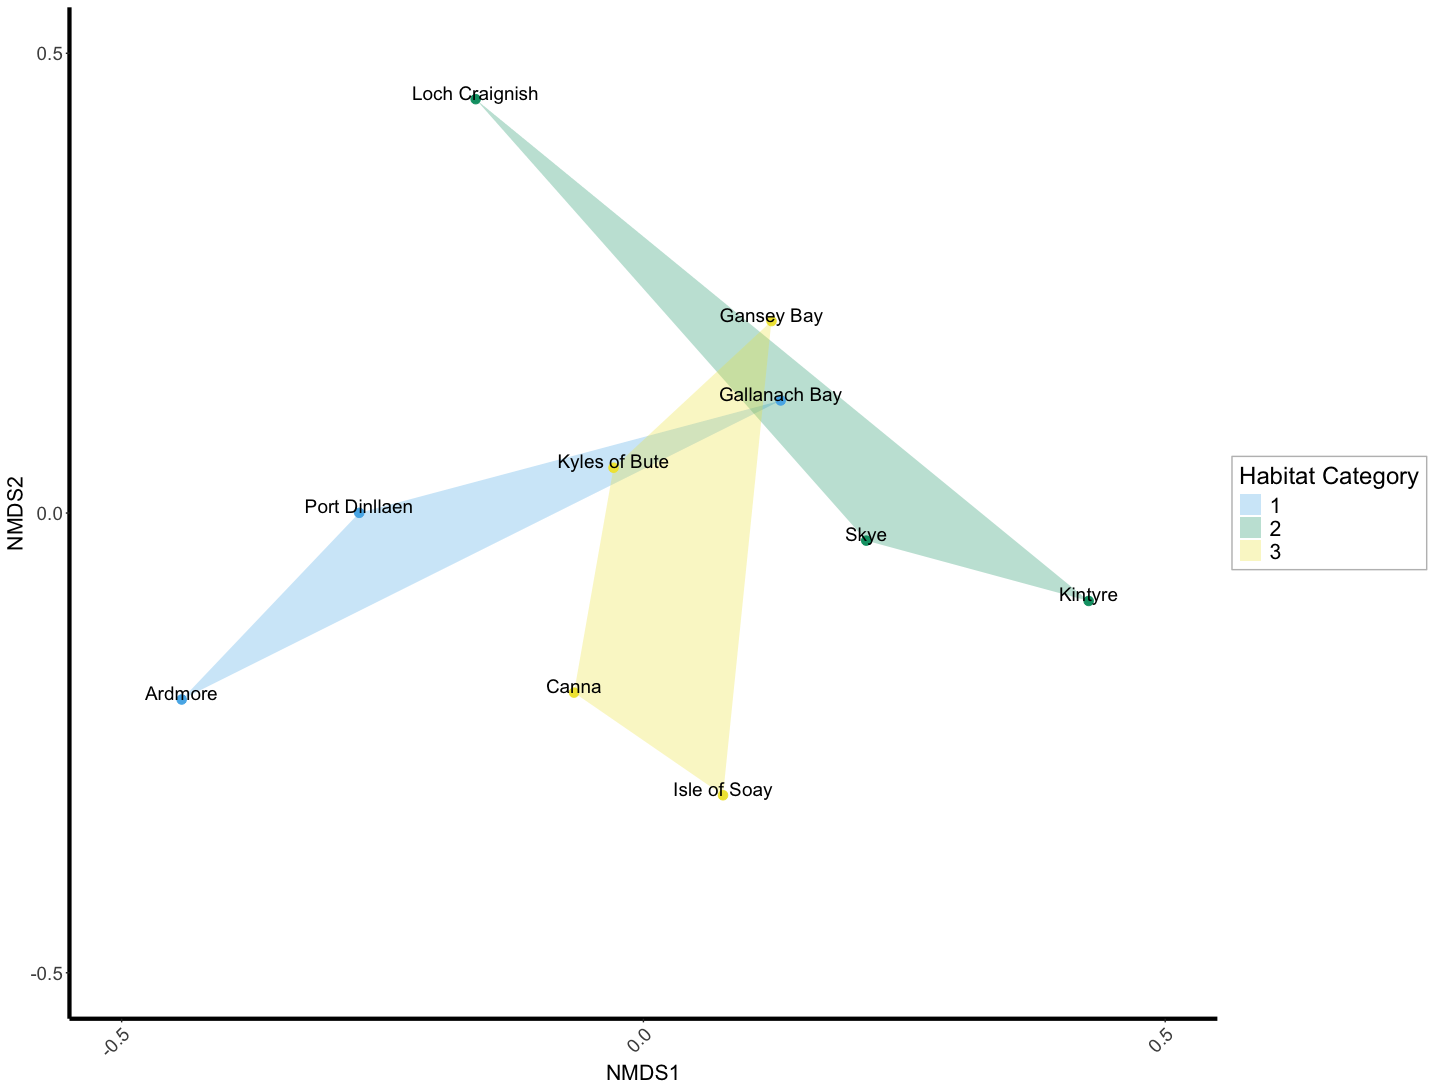 0.5
Loch Craignish
Gansey Bay
Gallanach Bay
Kyles of Bute
Habitat Category
1
2
3
Port Dinllaen
NMDS2
0.0
Skye
Kintyre
Canna
Ardmore
Isle of Soay
-0.5
-0.5
0.0
0.5
NMDS1